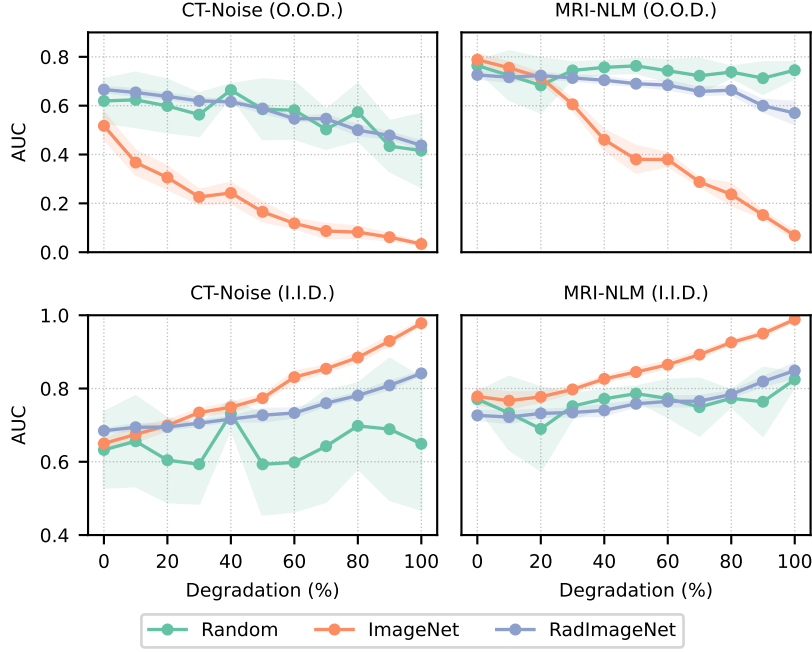 CT-Noise (O.O.D.)
MRI-NLM (O.O.D.)
AUC
0.8
0.6
0.4
0.2
0.0
CT-Noise (I.I.D.)
MRI-NLM (I.I.D.)
AUC
1.0
0.8
0.6
0.4
0 20 40 60 80 100
0 20 40 60 80 100
Degradation (%)
Degradation (%)
Random ImageNet RadImageNet